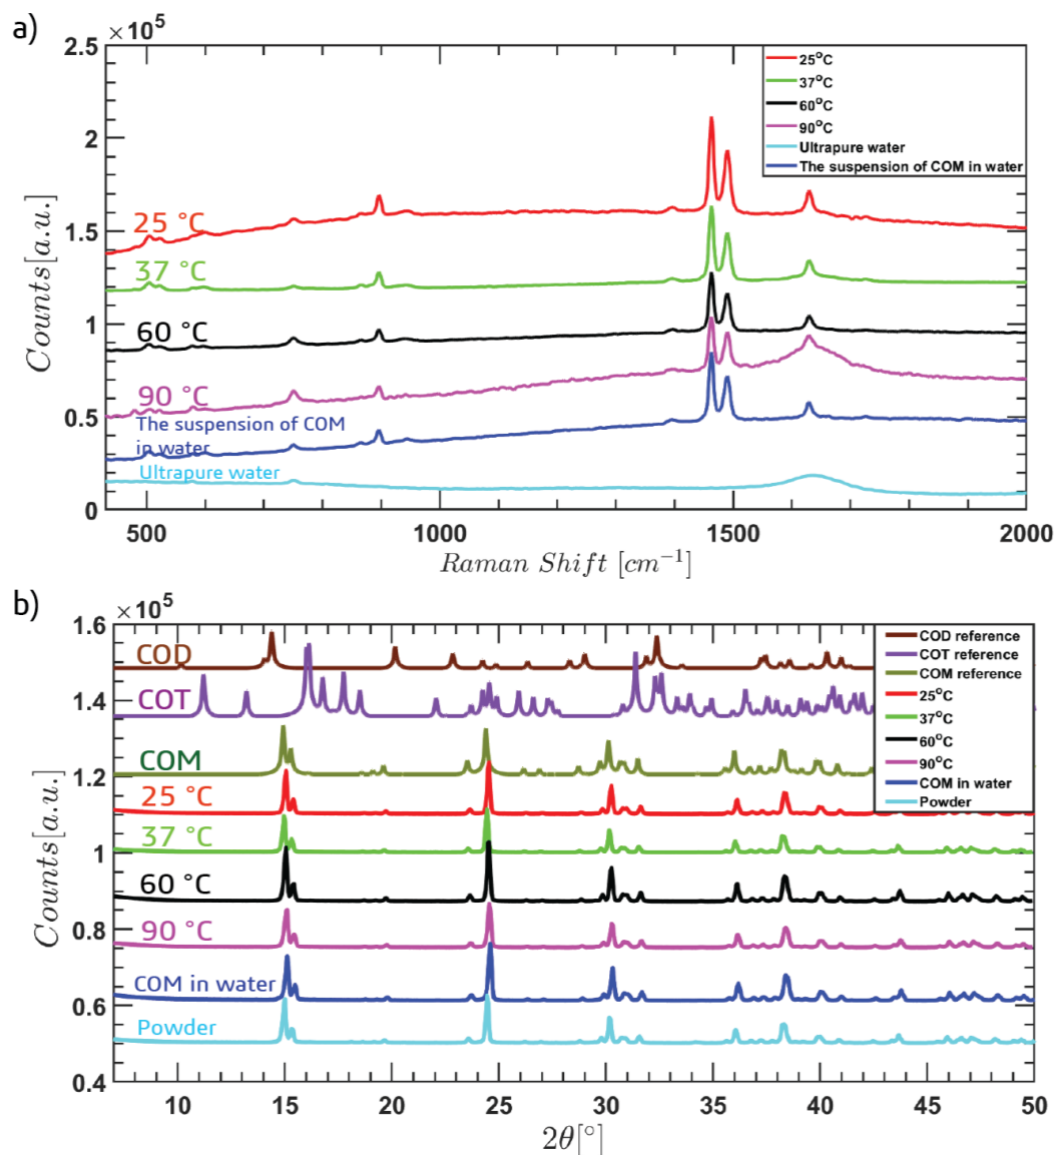 a)
×10⁵
2.5
2
1.5
1
0.5
0
Counts[a.u.]
25°C
37°C
60°C
90°C
Ultrapure water
The suspension of COM in water
25 °C
37 °C
60 °C
90 °C
The suspension of COM
in water
Ultrapure water
500 1000 1500 2000
Raman Shift [cm⁻¹]
b)
×10⁵
1.6
1.4
1.2
1
0.8
0.6
0.4
Counts[a.u.]
COD reference
COT reference
COM reference
25°C
37°C
60°C
90°C
COM in water
Powder
COD
COT
COM
25 °C
37 °C
60 °C
90 °C
COM in water
Powder
10 15 20 25 30 35 40 45 50
2θ[°]